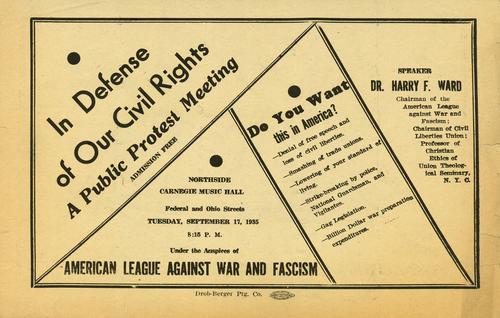 In Defense
of Our Civil Rights
A Public Protest Meeting
ADMISSION FREE
NORTHSIDE
CARNEGIE MUSIC HALL
Federal and Ohio Streets
TUESDAY, SEPTEMBER 17, 1935
8:15 P. M.
Under the Auspices of
AMERICAN LEAGUE AGAINST WAR AND FASCISM
Do You Want
this in America?
—Denial of free speech and
loss of civil liberties.
—Smashing of trade unions.
—Lowering of your standard of
living.
—Strike-breaking by police,
National Guardsman, and
Vigilantes.
—Gag Legislation.
—Billion Dollar war preparation
expenditures.
SPEAKER
DR. HARRY F. WARD
Chairman of the
American League
against War and
Fascism;
Chairman of Civil
Liberties Union;
Professor of
Christian
Ethics of
Union Theolog-
ical Seminary,
N. Y. C.
Drob-Berger Ptg. Co.